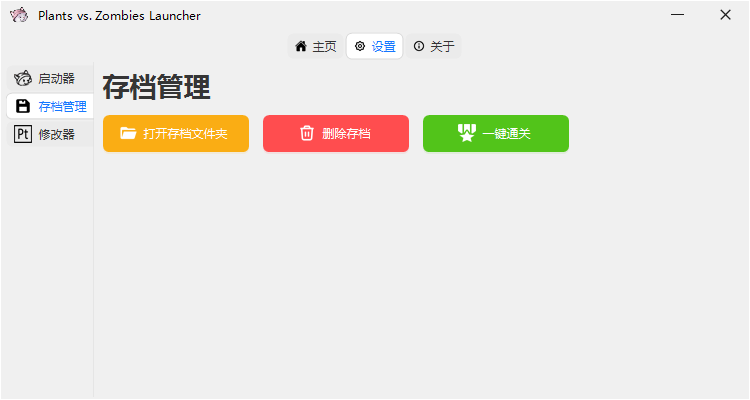 Plants vs. Zombies Launcher
主页 设置 关于
启动器
存档管理
Pt 修改器
存档管理
打开存档文件夹 删除存档 一键通关